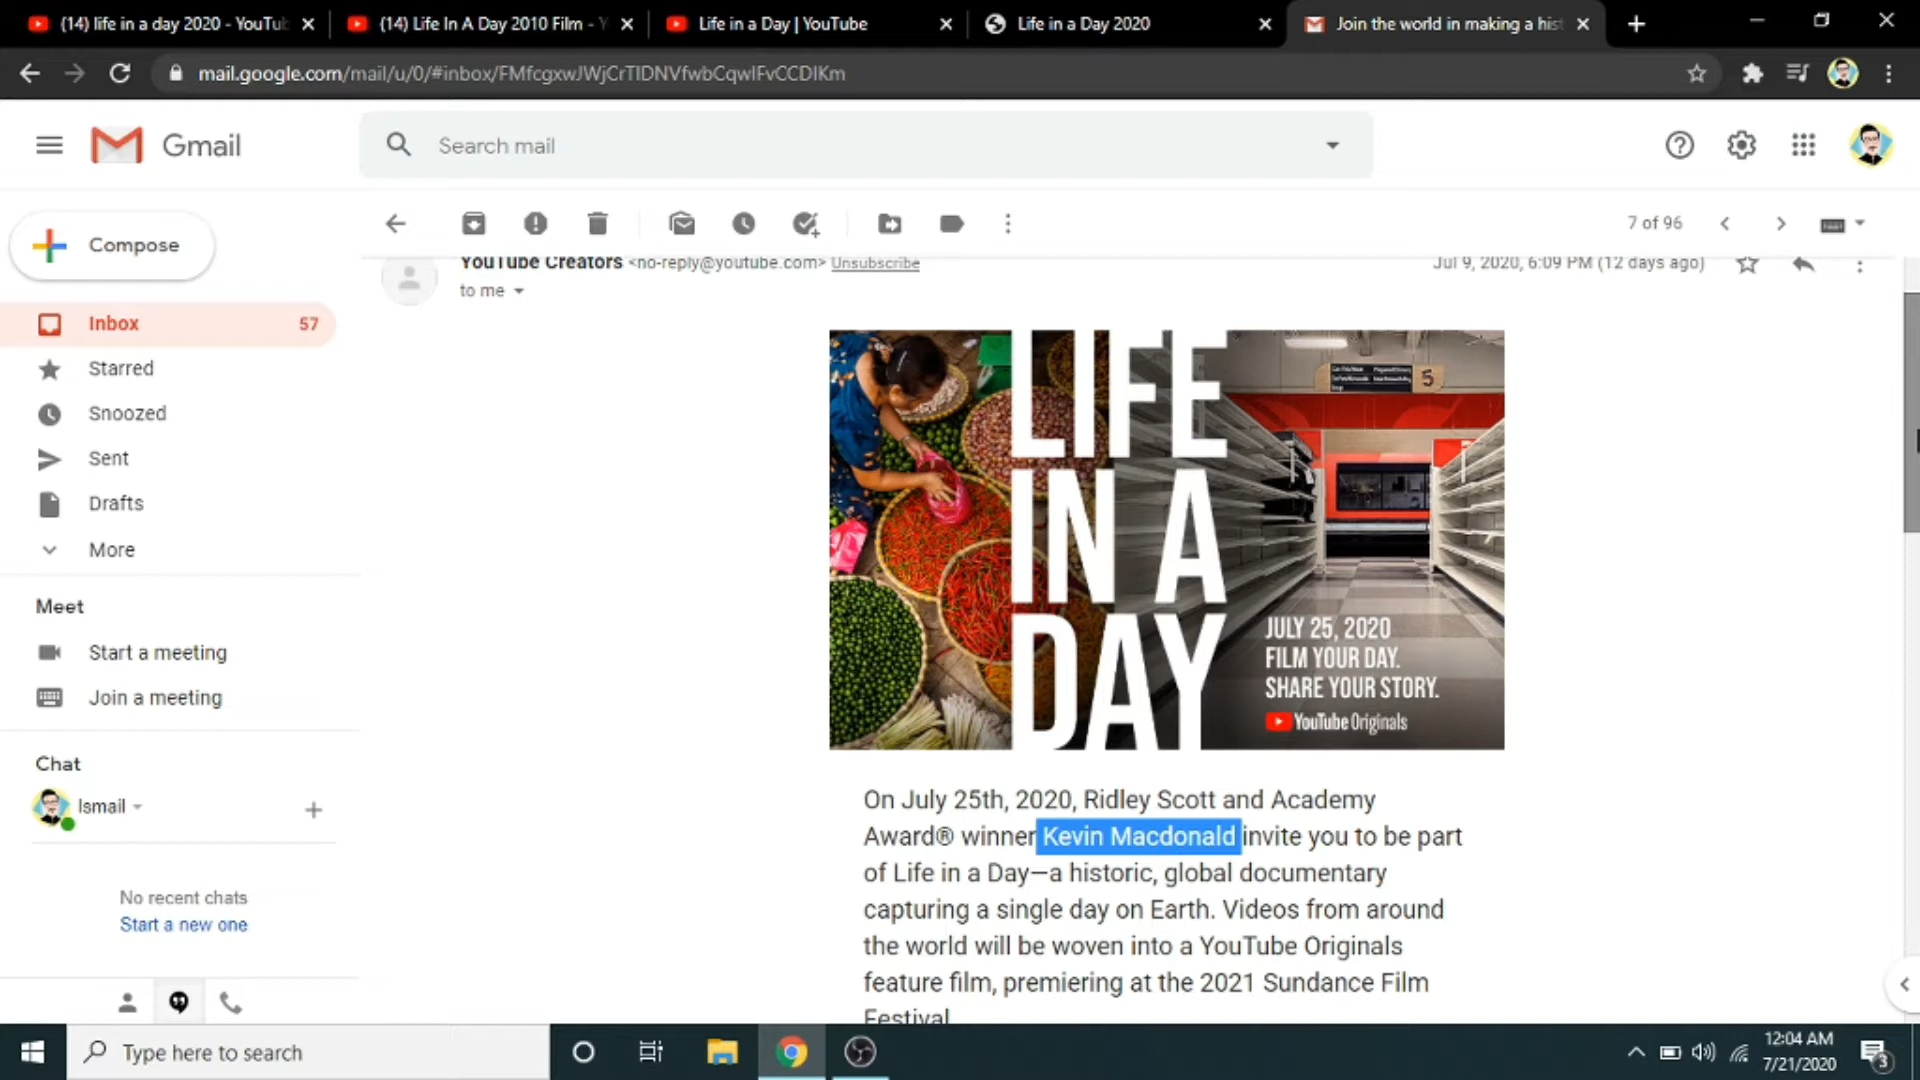 (14) life in a day 2020 - YouTu
(14) Life In A Day 2010 Film - Y
Life in a Day | YouTube
Life in a Day 2020
Join the world in making a hist
mail.google.com/mail/u/0/#inbox/FMfcgxwJWjCrTlDNVfwbCqwlFvCCDlKm
Gmail
Search mail
Compose
7 of 96
YouTube Creators <no-reply@youtube.com> Unsubscribe
Jul 9, 2020, 6:09 PM (12 days ago)
to me
Inbox 57
Starred
Snoozed
Sent
Drafts
More
Meet
Start a meeting
Join a meeting
Chat
Ismail
No recent chats
Start a new one
LIFE
IN A
DAY
5
JULY 25, 2020
FILM YOUR DAY.
SHARE YOUR STORY.
YouTube Originals
On July 25th, 2020, Ridley Scott and Academy
Award® winner Kevin Macdonald invite you to be part
of Life in a Day—a historic, global documentary
capturing a single day on Earth. Videos from around
the world will be woven into a YouTube Originals
feature film, premiering at the 2021 Sundance Film
Festival
Type here to search
12:04 AM
7/21/2020
3